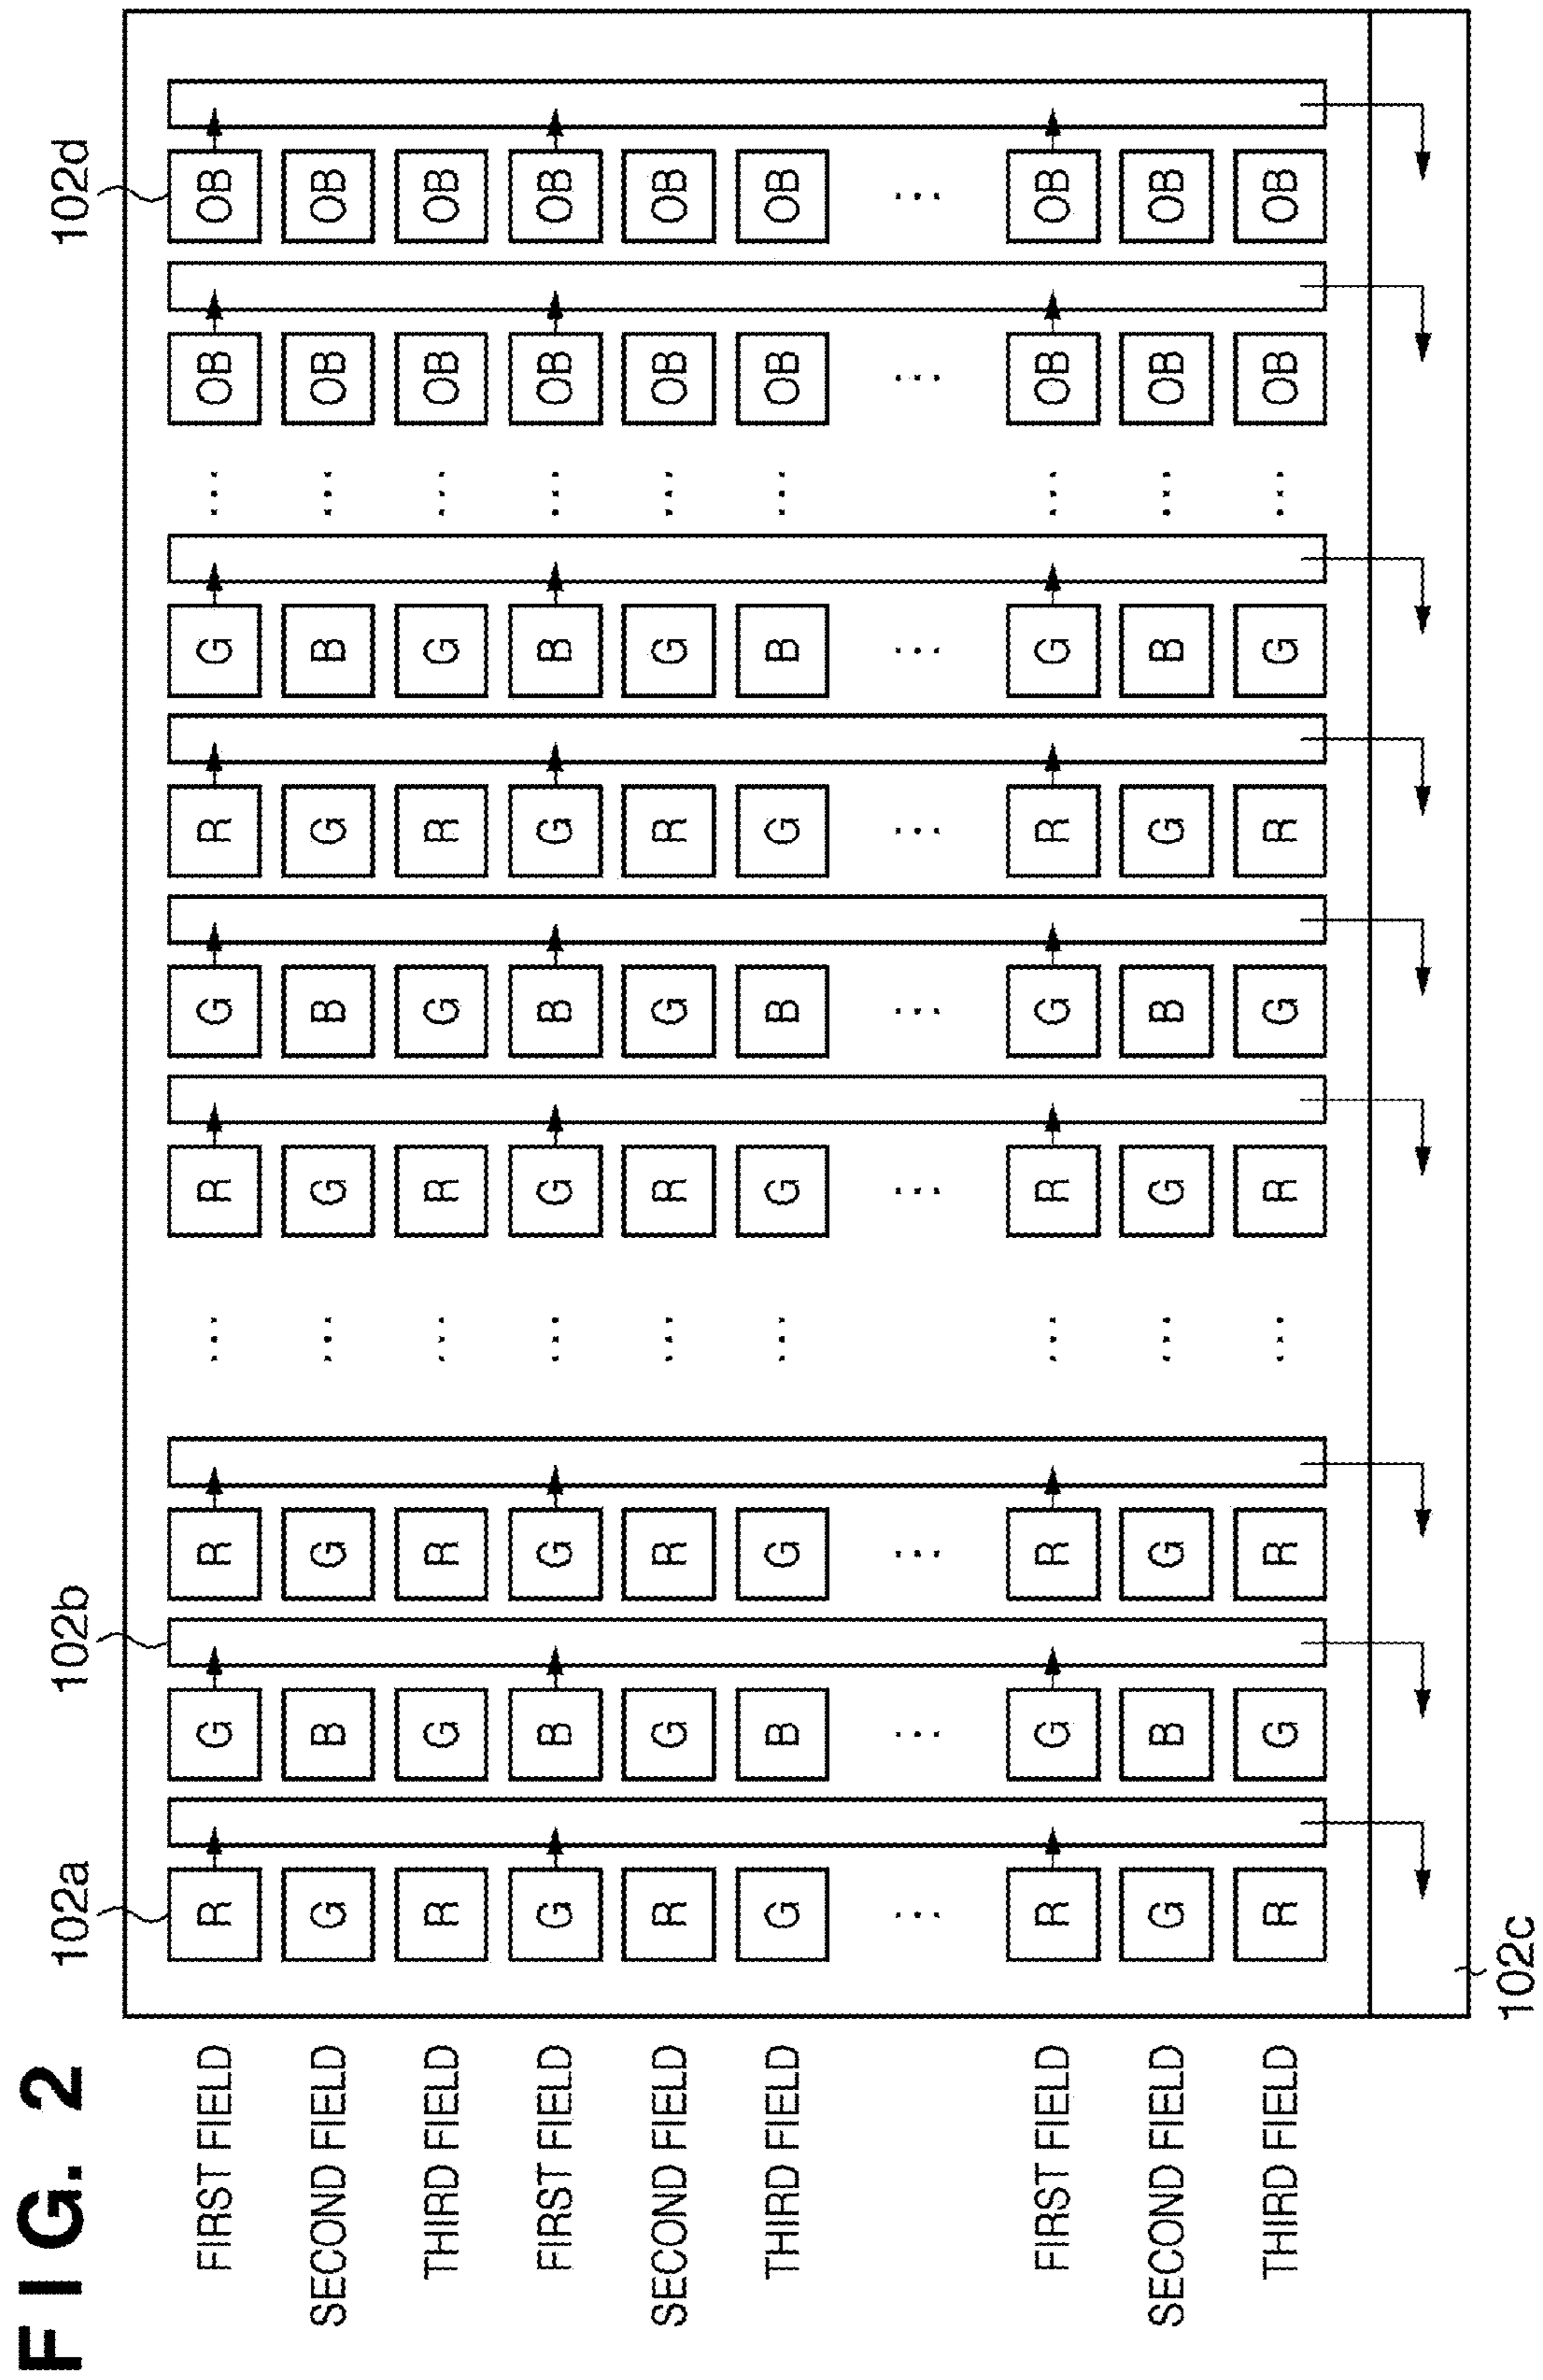 FIG. 2
102a 102b 102d
FIRST FIELD R G R ... R G R G ... OB OB
SECOND FIELD G B G ... G B G B ... OB OB
THIRD FIELD R G R ... R G R G ... OB OB
FIRST FIELD G B G ... G B G B ... OB OB
SECOND FIELD R G R ... R G R G ... OB OB
THIRD FIELD G B G ... G B G B ... OB OB
... ... ... ... ... ... ... ... ...
FIRST FIELD R G R ... R G R G ... OB OB
SECOND FIELD G B G ... G B G B ... OB OB
THIRD FIELD R G R ... R G R G ... OB OB
102c